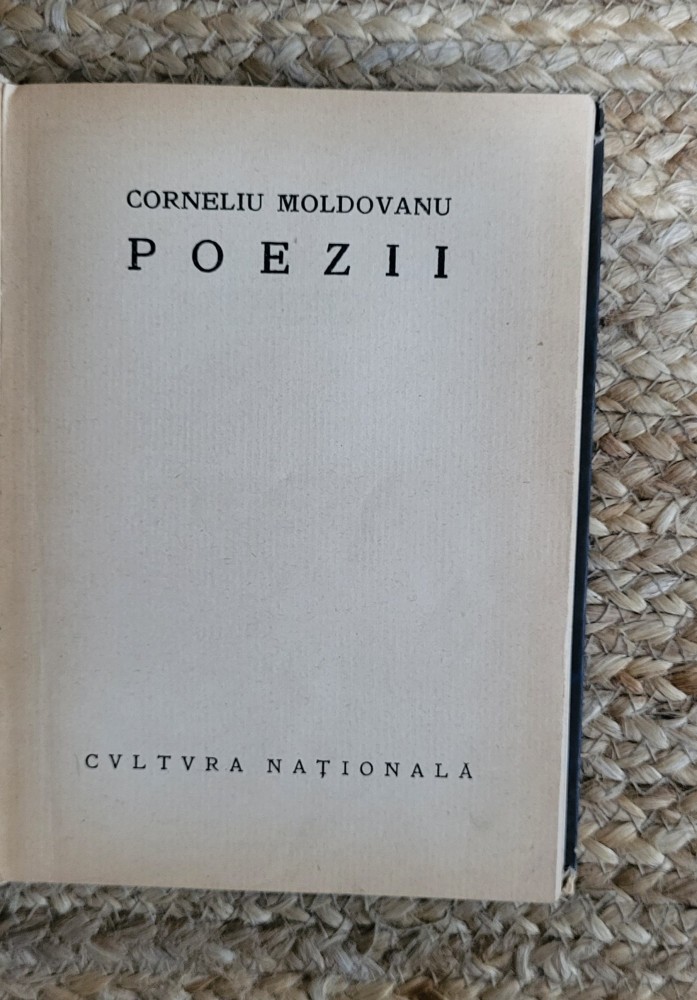 CORNELIU MOLDOVANU
POEZII
CVLTVRA NAȚIONALĂ